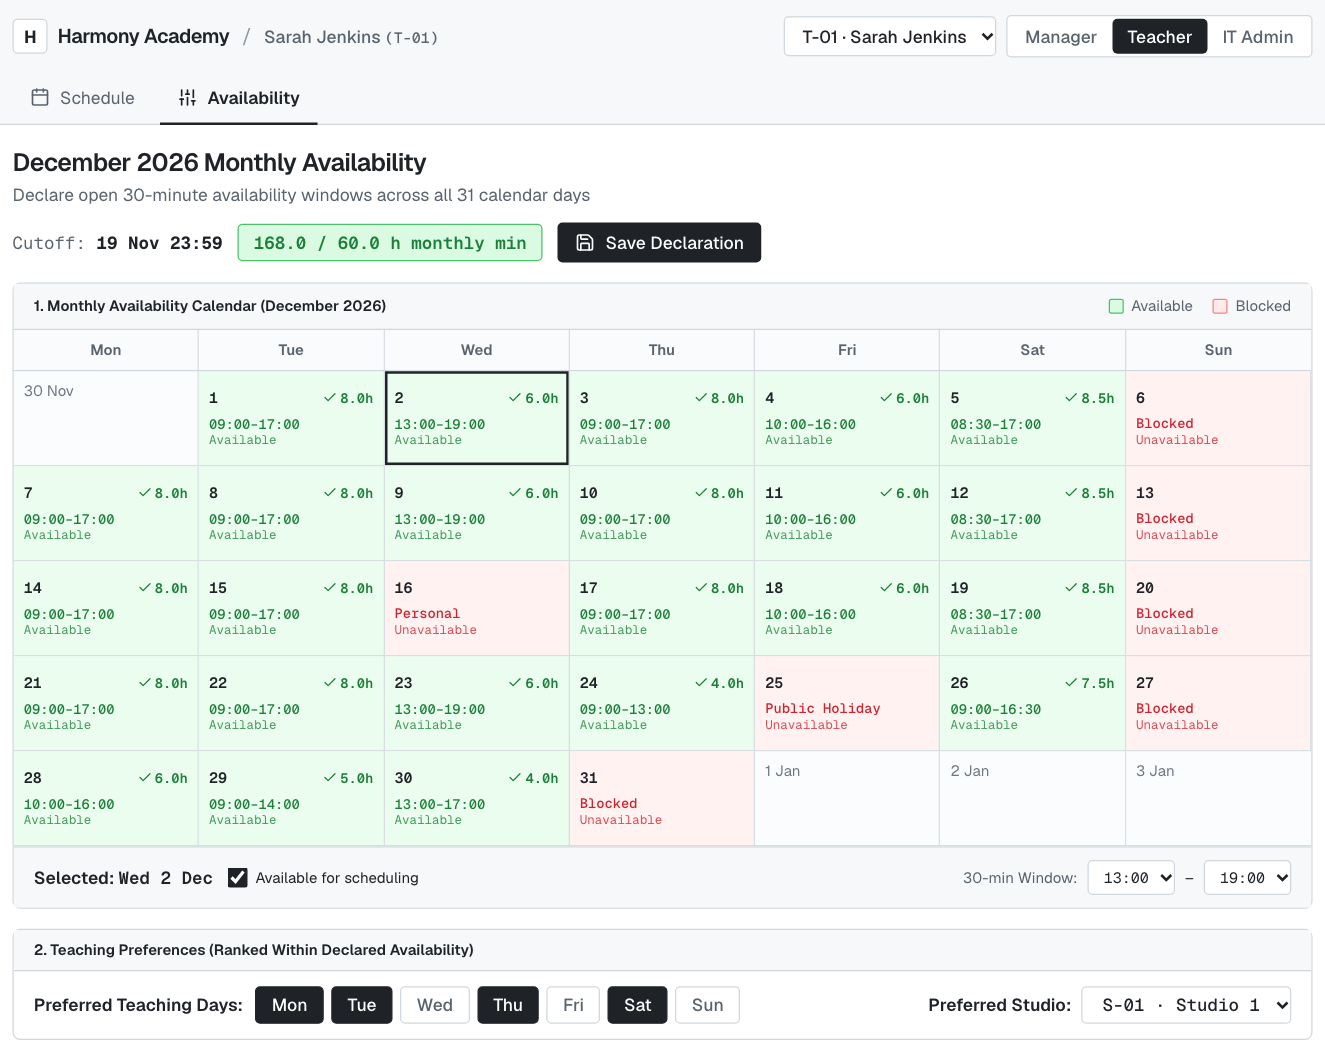 H Harmony Academy / Sarah Jenkins (T-01) T-01 · Sarah Jenkins Manager Teacher IT Admin
Schedule Availability
December 2026 Monthly Availability
Declare open 30-minute availability windows across all 31 calendar days
Cutoff: 19 Nov 23:59 168.0 / 60.0 h monthly min Save Declaration
1. Monthly Availability Calendar (December 2026) Available Blocked
Mon Tue Wed Thu Fri Sat Sun
30 Nov
1 ✓ 8.0h
09:00-17:00
Available
2 ✓ 6.0h
13:00-19:00
Available
3 ✓ 8.0h
09:00-17:00
Available
4 ✓ 6.0h
10:00-16:00
Available
5 ✓ 8.5h
08:30-17:00
Available
6
Blocked
Unavailable
7 ✓ 8.0h
09:00-17:00
Available
8 ✓ 8.0h
09:00-17:00
Available
9 ✓ 6.0h
13:00-19:00
Available
10 ✓ 8.0h
09:00-17:00
Available
11 ✓ 6.0h
10:00-16:00
Available
12 ✓ 8.5h
08:30-17:00
Available
13
Blocked
Unavailable
14 ✓ 8.0h
09:00-17:00
Available
15 ✓ 8.0h
09:00-17:00
Available
16
Personal
Unavailable
17 ✓ 8.0h
09:00-17:00
Available
18 ✓ 6.0h
10:00-16:00
Available
19 ✓ 8.5h
08:30-17:00
Available
20
Blocked
Unavailable
21 ✓ 8.0h
09:00-17:00
Available
22 ✓ 8.0h
09:00-17:00
Available
23 ✓ 6.0h
13:00-19:00
Available
24 ✓ 4.0h
09:00-13:00
Available
25
Public Holiday
Unavailable
26 ✓ 7.5h
09:00-16:30
Available
27
Blocked
Unavailable
28 ✓ 6.0h
10:00-16:00
Available
29 ✓ 5.0h
09:00-14:00
Available
30 ✓ 4.0h
13:00-17:00
Available
31
Blocked
Unavailable
1 Jan
2 Jan
3 Jan
Selected: Wed 2 Dec Available for scheduling 30-min Window: 13:00 – 19:00
2. Teaching Preferences (Ranked Within Declared Availability)
Preferred Teaching Days: Mon Tue Wed Thu Fri Sat Sun Preferred Studio: S-01 · Studio 1